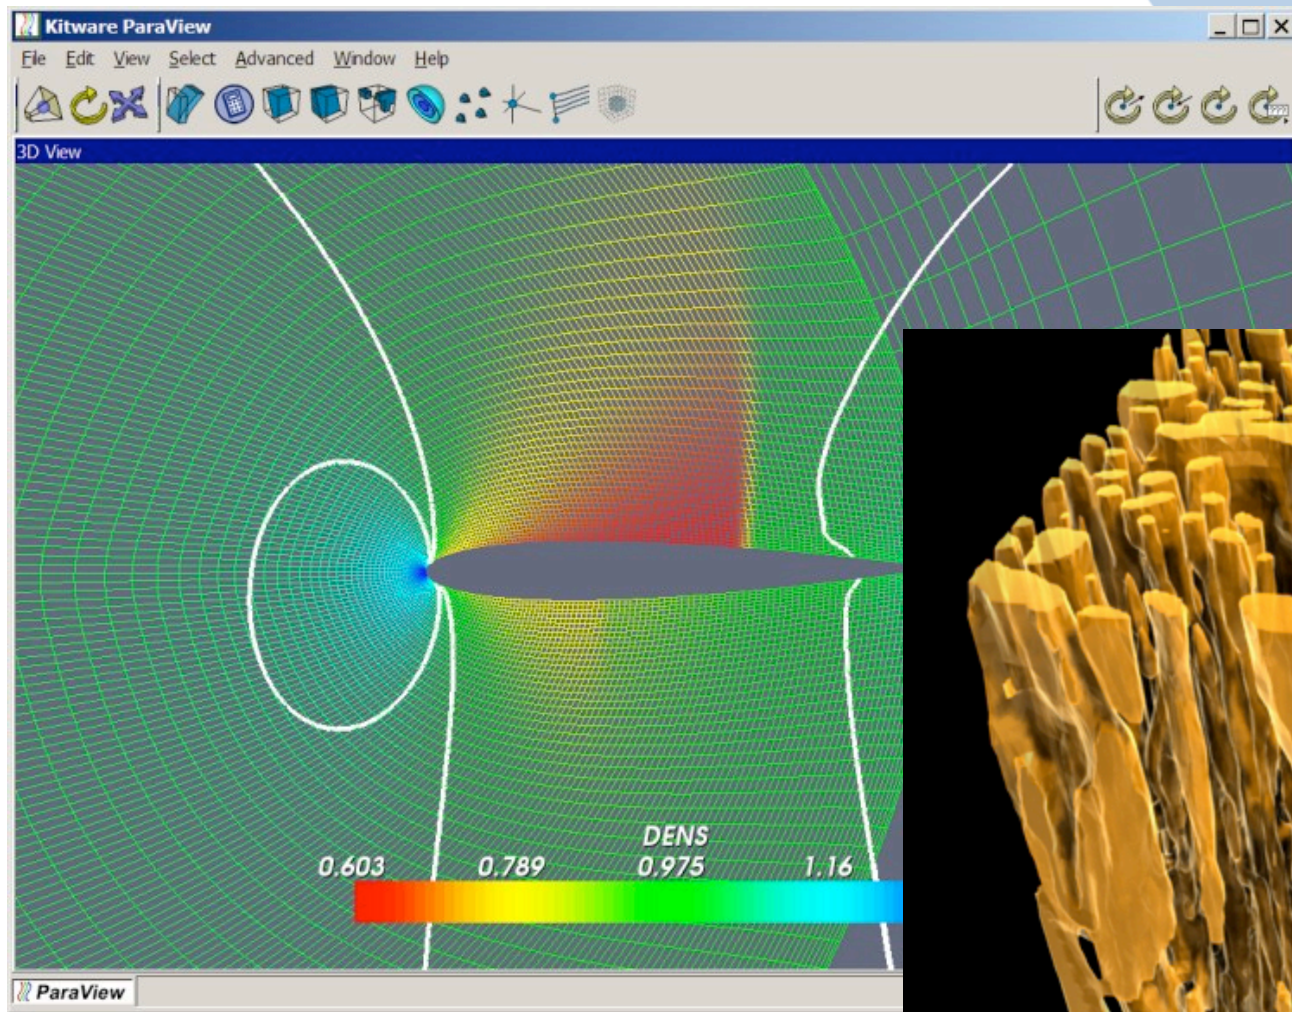 Kitware ParaView
File Edit View Select Advanced Window Help
3D View
DENS
0.603 0.789 0.975 1.16
ParaView